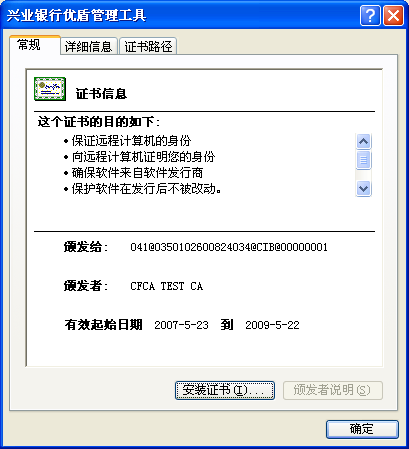 兴业银行优盾管理工具
常规 详细信息 证书路径
证书信息
这个证书的目的如下:
•保证远程计算机的身份
•向远程计算机证明您的身份
•确保软件来自软件发行商
•保护软件在发行后不被改动。
颁发给: 041@0350102600824034@CIB@00000001
颁发者: CFCA TEST CA
有效起始日期 2007-5-23 到 2009-5-22
安装证书(I)... 颁发者说明(S)
确定